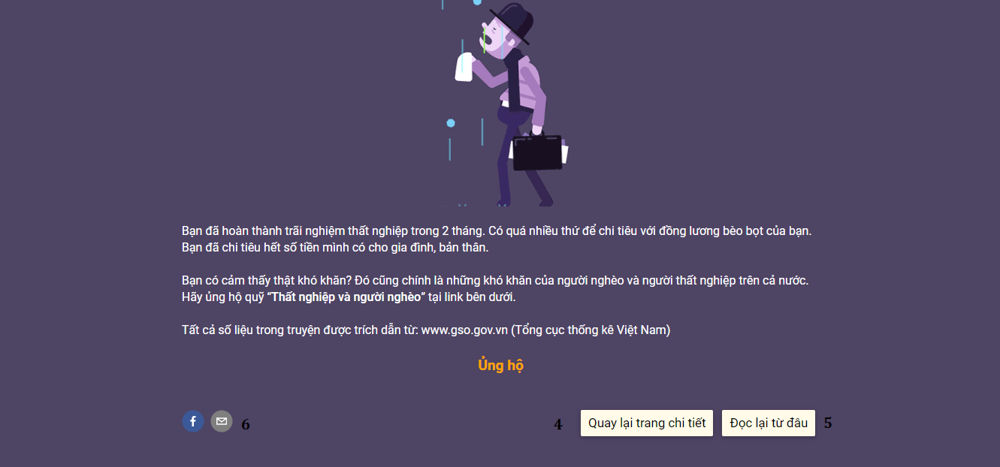 Bạn đã hoàn thành trãi nghiệm thất nghiệp trong 2 tháng. Có quá nhiều thứ để chi tiêu với đồng lương bèo bọt của bạn.
Bạn đã chi tiêu hết số tiền mình có cho gia đình, bản thân.
Bạn có cảm thấy thật khó khăn? Đó cũng chính là những khó khăn của người nghèo và người thất nghiệp trên cả nước.
Hãy ủng hộ quỹ “Thất nghiệp và người nghèo” tại link bên dưới.
Tất cả số liệu trong truyện được trích dẫn từ: www.gso.gov.vn (Tổng cục thống kê Việt Nam)
Ủng hộ
f 6 4 Quay lại trang chi tiết Đọc lại từ đâu 5